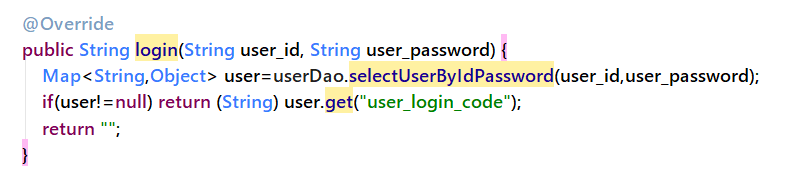 @Override
public String login(String user_id, String user_password) {
    Map<String,Object> user=userDao.selectUserByIdPassword(user_id,user_password);
    if(user!=null) return (String) user.get("user_login_code");
    return "";
}